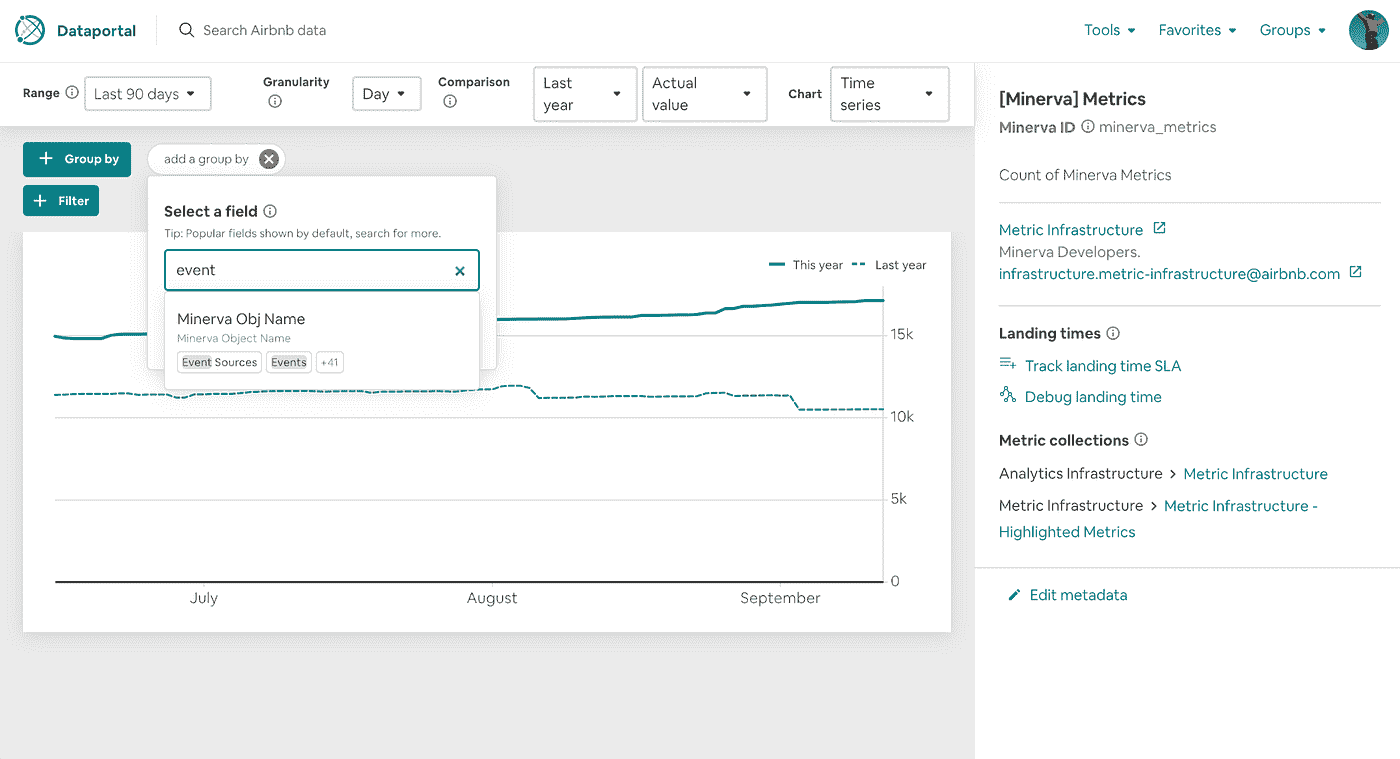 Dataportal
Search Airbnb data
Tools
Favorites
Groups
Range
Last 90 days
Granularity
Day
Comparison
Last
year
Actual
value
Chart
Time
series
Group by
add a group by
Filter
Select a field
Tip: Popular fields shown by default, search for more.
event
Minerva Obj Name
Minerva Object Name
Event Sources Events +41
This year Last year
15k
10k
5k
0
July August September
[Minerva] Metrics
Minerva ID minerva_metrics
Count of Minerva Metrics
Metric Infrastructure
Minerva Developers.
infrastructure.metric-infrastructure@airbnb.com
Landing times
Track landing time SLA
Debug landing time
Metric collections
Analytics Infrastructure > Metric Infrastructure
Metric Infrastructure > Metric Infrastructure -
Highlighted Metrics
Edit metadata